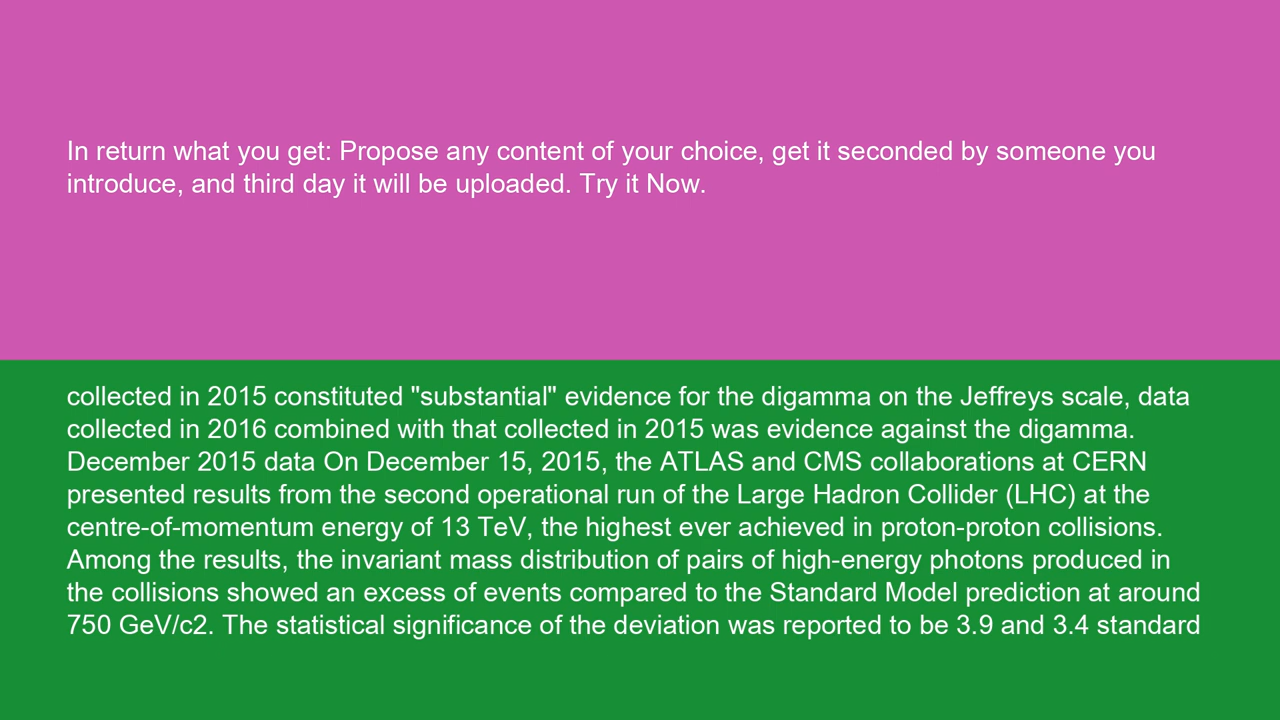 In return what you get: Propose any content of your choice, get it seconded by someone you
introduce, and third day it will be uploaded. Try it Now.
collected in 2015 constituted "substantial" evidence for the digamma on the Jeffreys scale, data
collected in 2016 combined with that collected in 2015 was evidence against the digamma.
December 2015 data On December 15, 2015, the ATLAS and CMS collaborations at CERN
presented results from the second operational run of the Large Hadron Collider (LHC) at the
centre-of-momentum energy of 13 TeV, the highest ever achieved in proton-proton collisions.
Among the results, the invariant mass distribution of pairs of high-energy photons produced in
the collisions showed an excess of events compared to the Standard Model prediction at around
750 GeV/c2. The statistical significance of the deviation was reported to be 3.9 and 3.4 standard